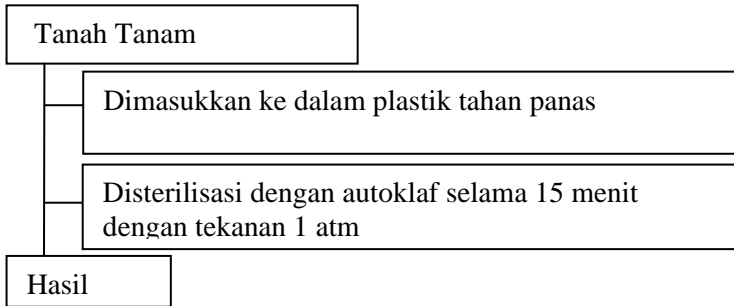 Tanah Tanam
Dimasukkan ke dalam plastik tahan panas
Disterilisasi dengan autoklaf selama 15 menit
dengan tekanan 1 atm
Hasil